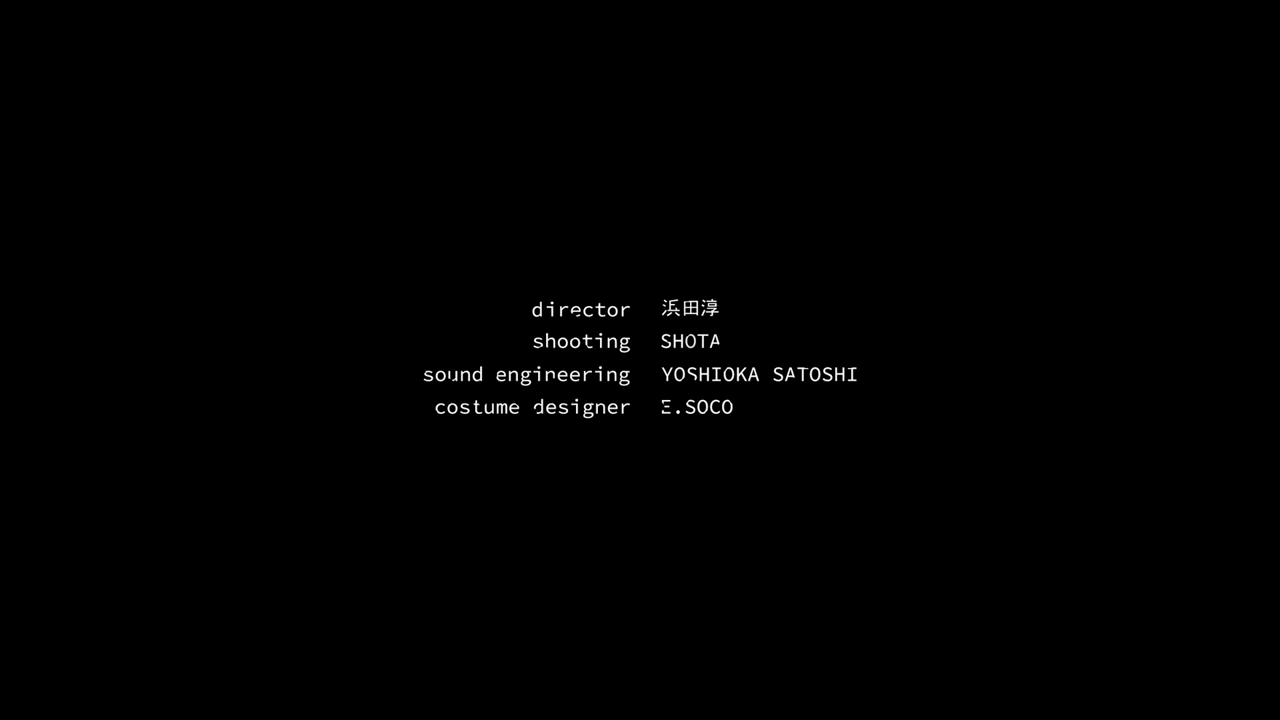 director 浜田淳
shooting SHOTA
sound engineering YOSHIOKA SATOSHI
costume designer E.SOCO